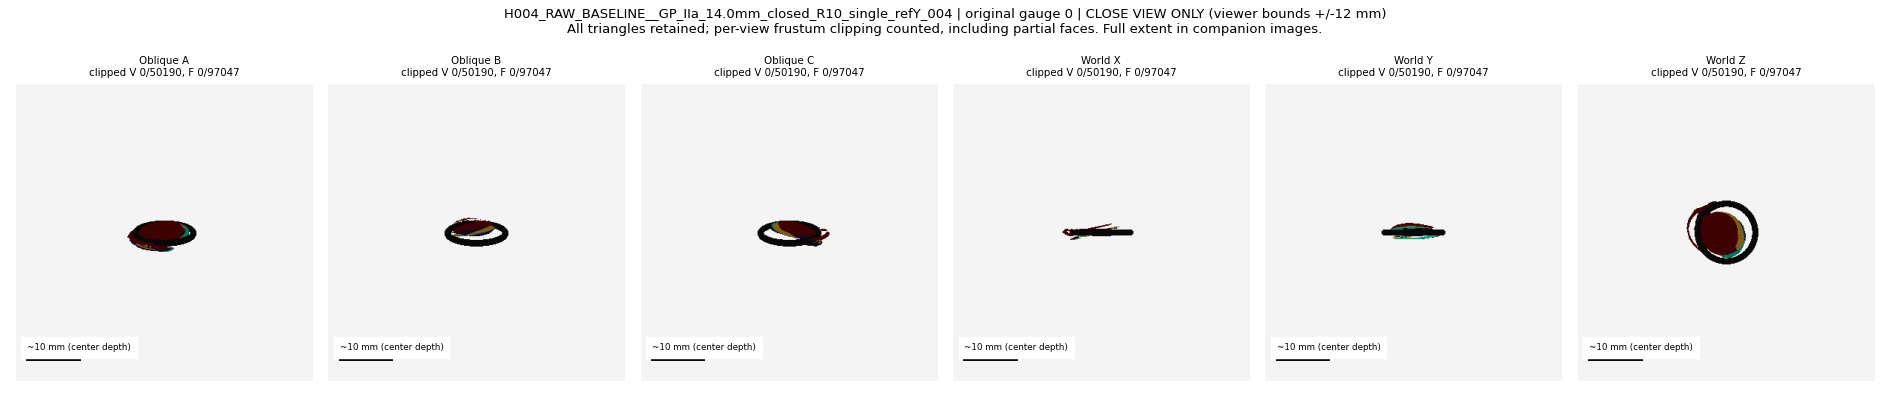 H004_RAW_BASELINE__GP_IIa_14.0mm_closed_R10_single_refY_004 | original gauge 0 | CLOSE VIEW ONLY (viewer bounds +/-12 mm)
All triangles retained; per-view frustum clipping counted, including partial faces. Full extent in companion images.
Oblique A
clipped V 0/50190, F 0/97047
Oblique B
clipped V 0/50190, F 0/97047
Oblique C
clipped V 0/50190, F 0/97047
World X
clipped V 0/50190, F 0/97047
World Y
clipped V 0/50190, F 0/97047
World Z
clipped V 0/50190, F 0/97047
~10 mm (center depth)
~10 mm (center depth)
~10 mm (center depth)
~10 mm (center depth)
~10 mm (center depth)
~10 mm (center depth)